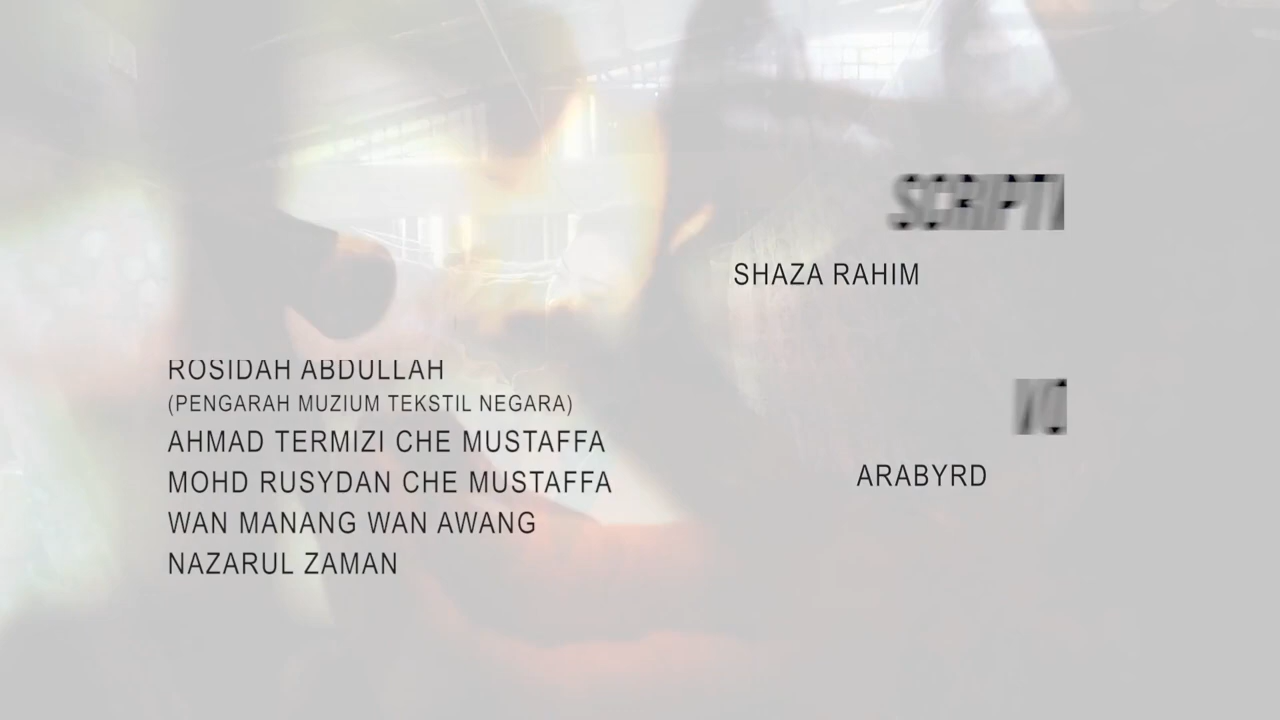 SHAZA RAHIM
ROSIDAH ABDULLAH
(PENGARAH MUZIUM TEKSTIL NEGARA)
AHMAD TERMIZI CHE MUSTAFFA
MOHD RUSYDAN CHE MUSTAFFA
WAN MANANG WAN AWANG
NAZARUL ZAMAN
ARABYRD